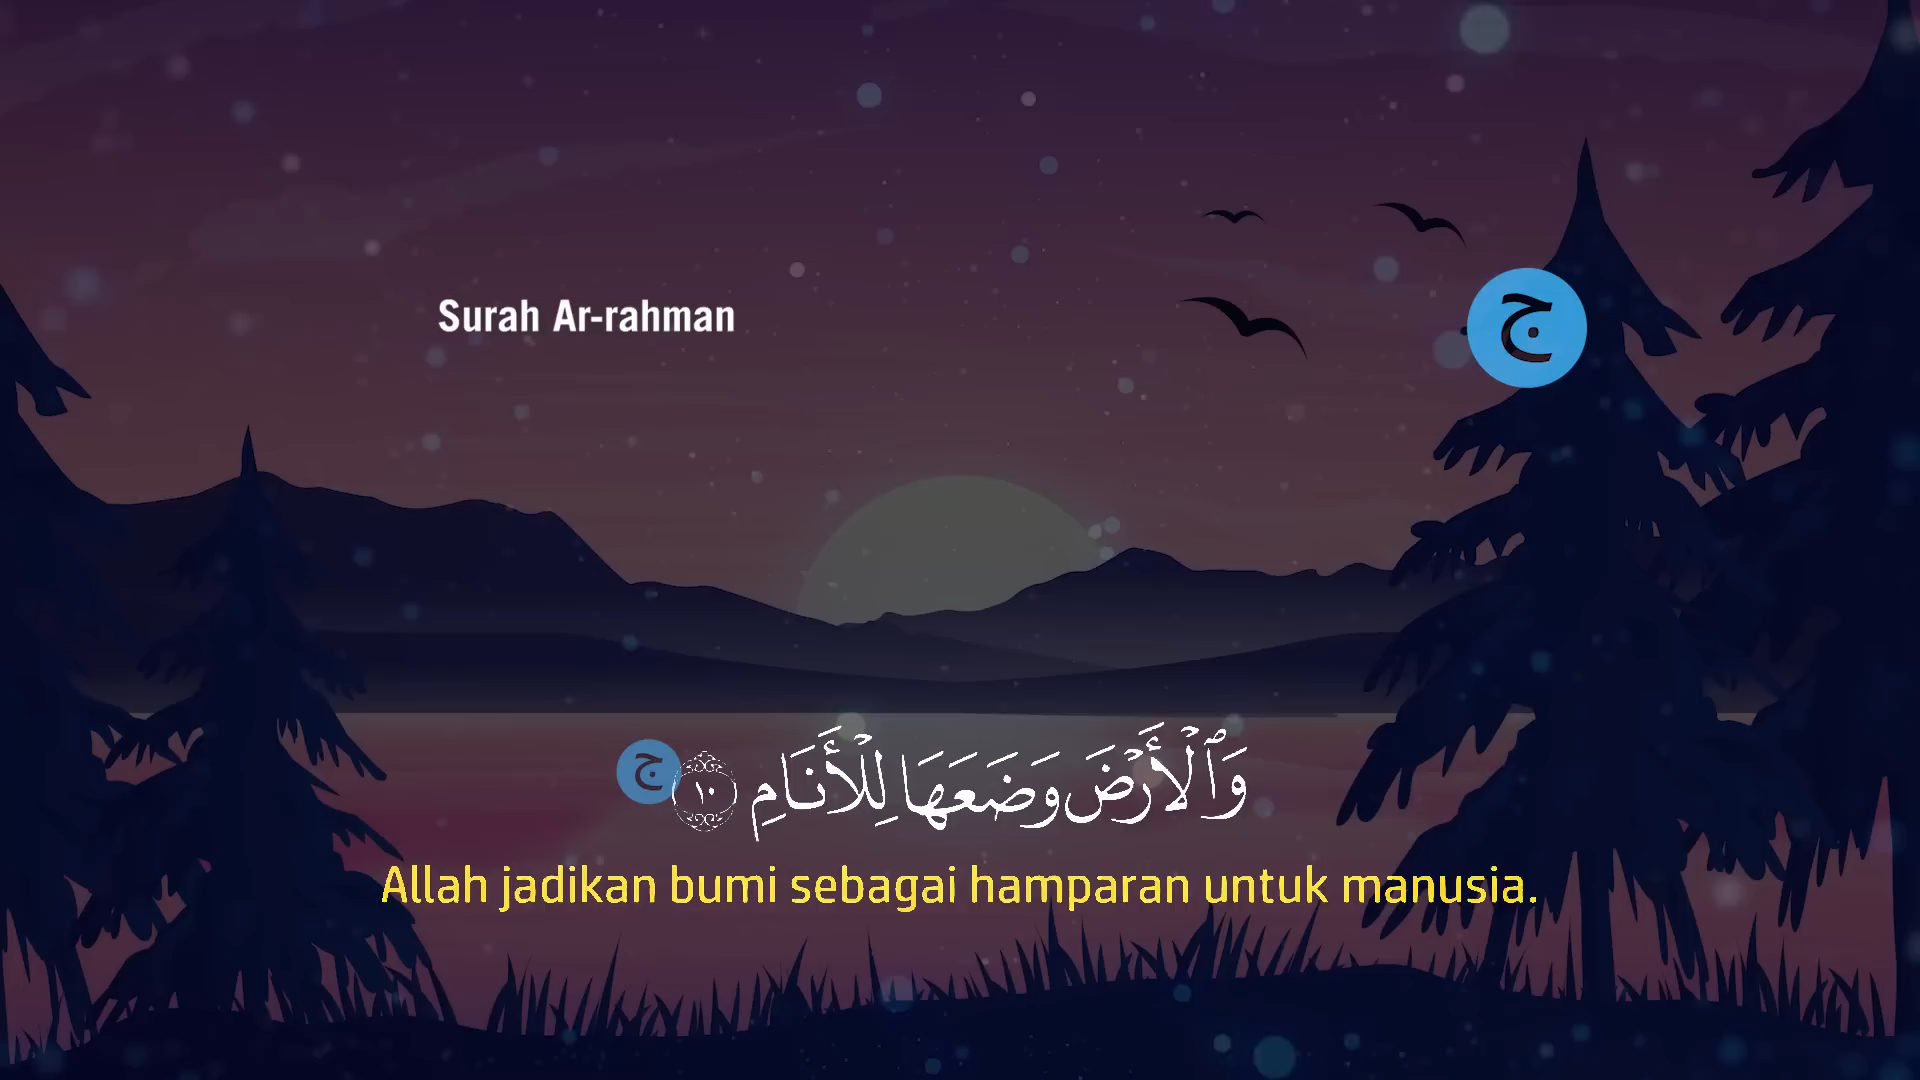 Surah Ar-rahman
ج
وَٱلْأَرْضَ وَضَعَهَا لِلْأَنَامِ ١٠ ج
Allah jadikan bumi sebagai hamparan untuk manusia.